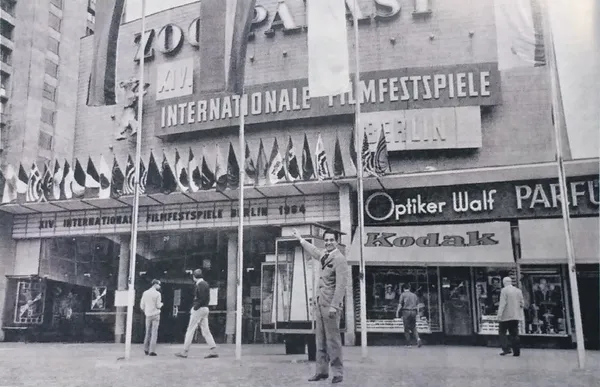 ZOO PALAST
XIV
INTERNATIONALE FILMFESTSPIELE
BERLIN
XIV INTERNATIONALE FILMFESTSPIELE BERLIN 1964
Optiker Walf
PARFÜ
Kodak